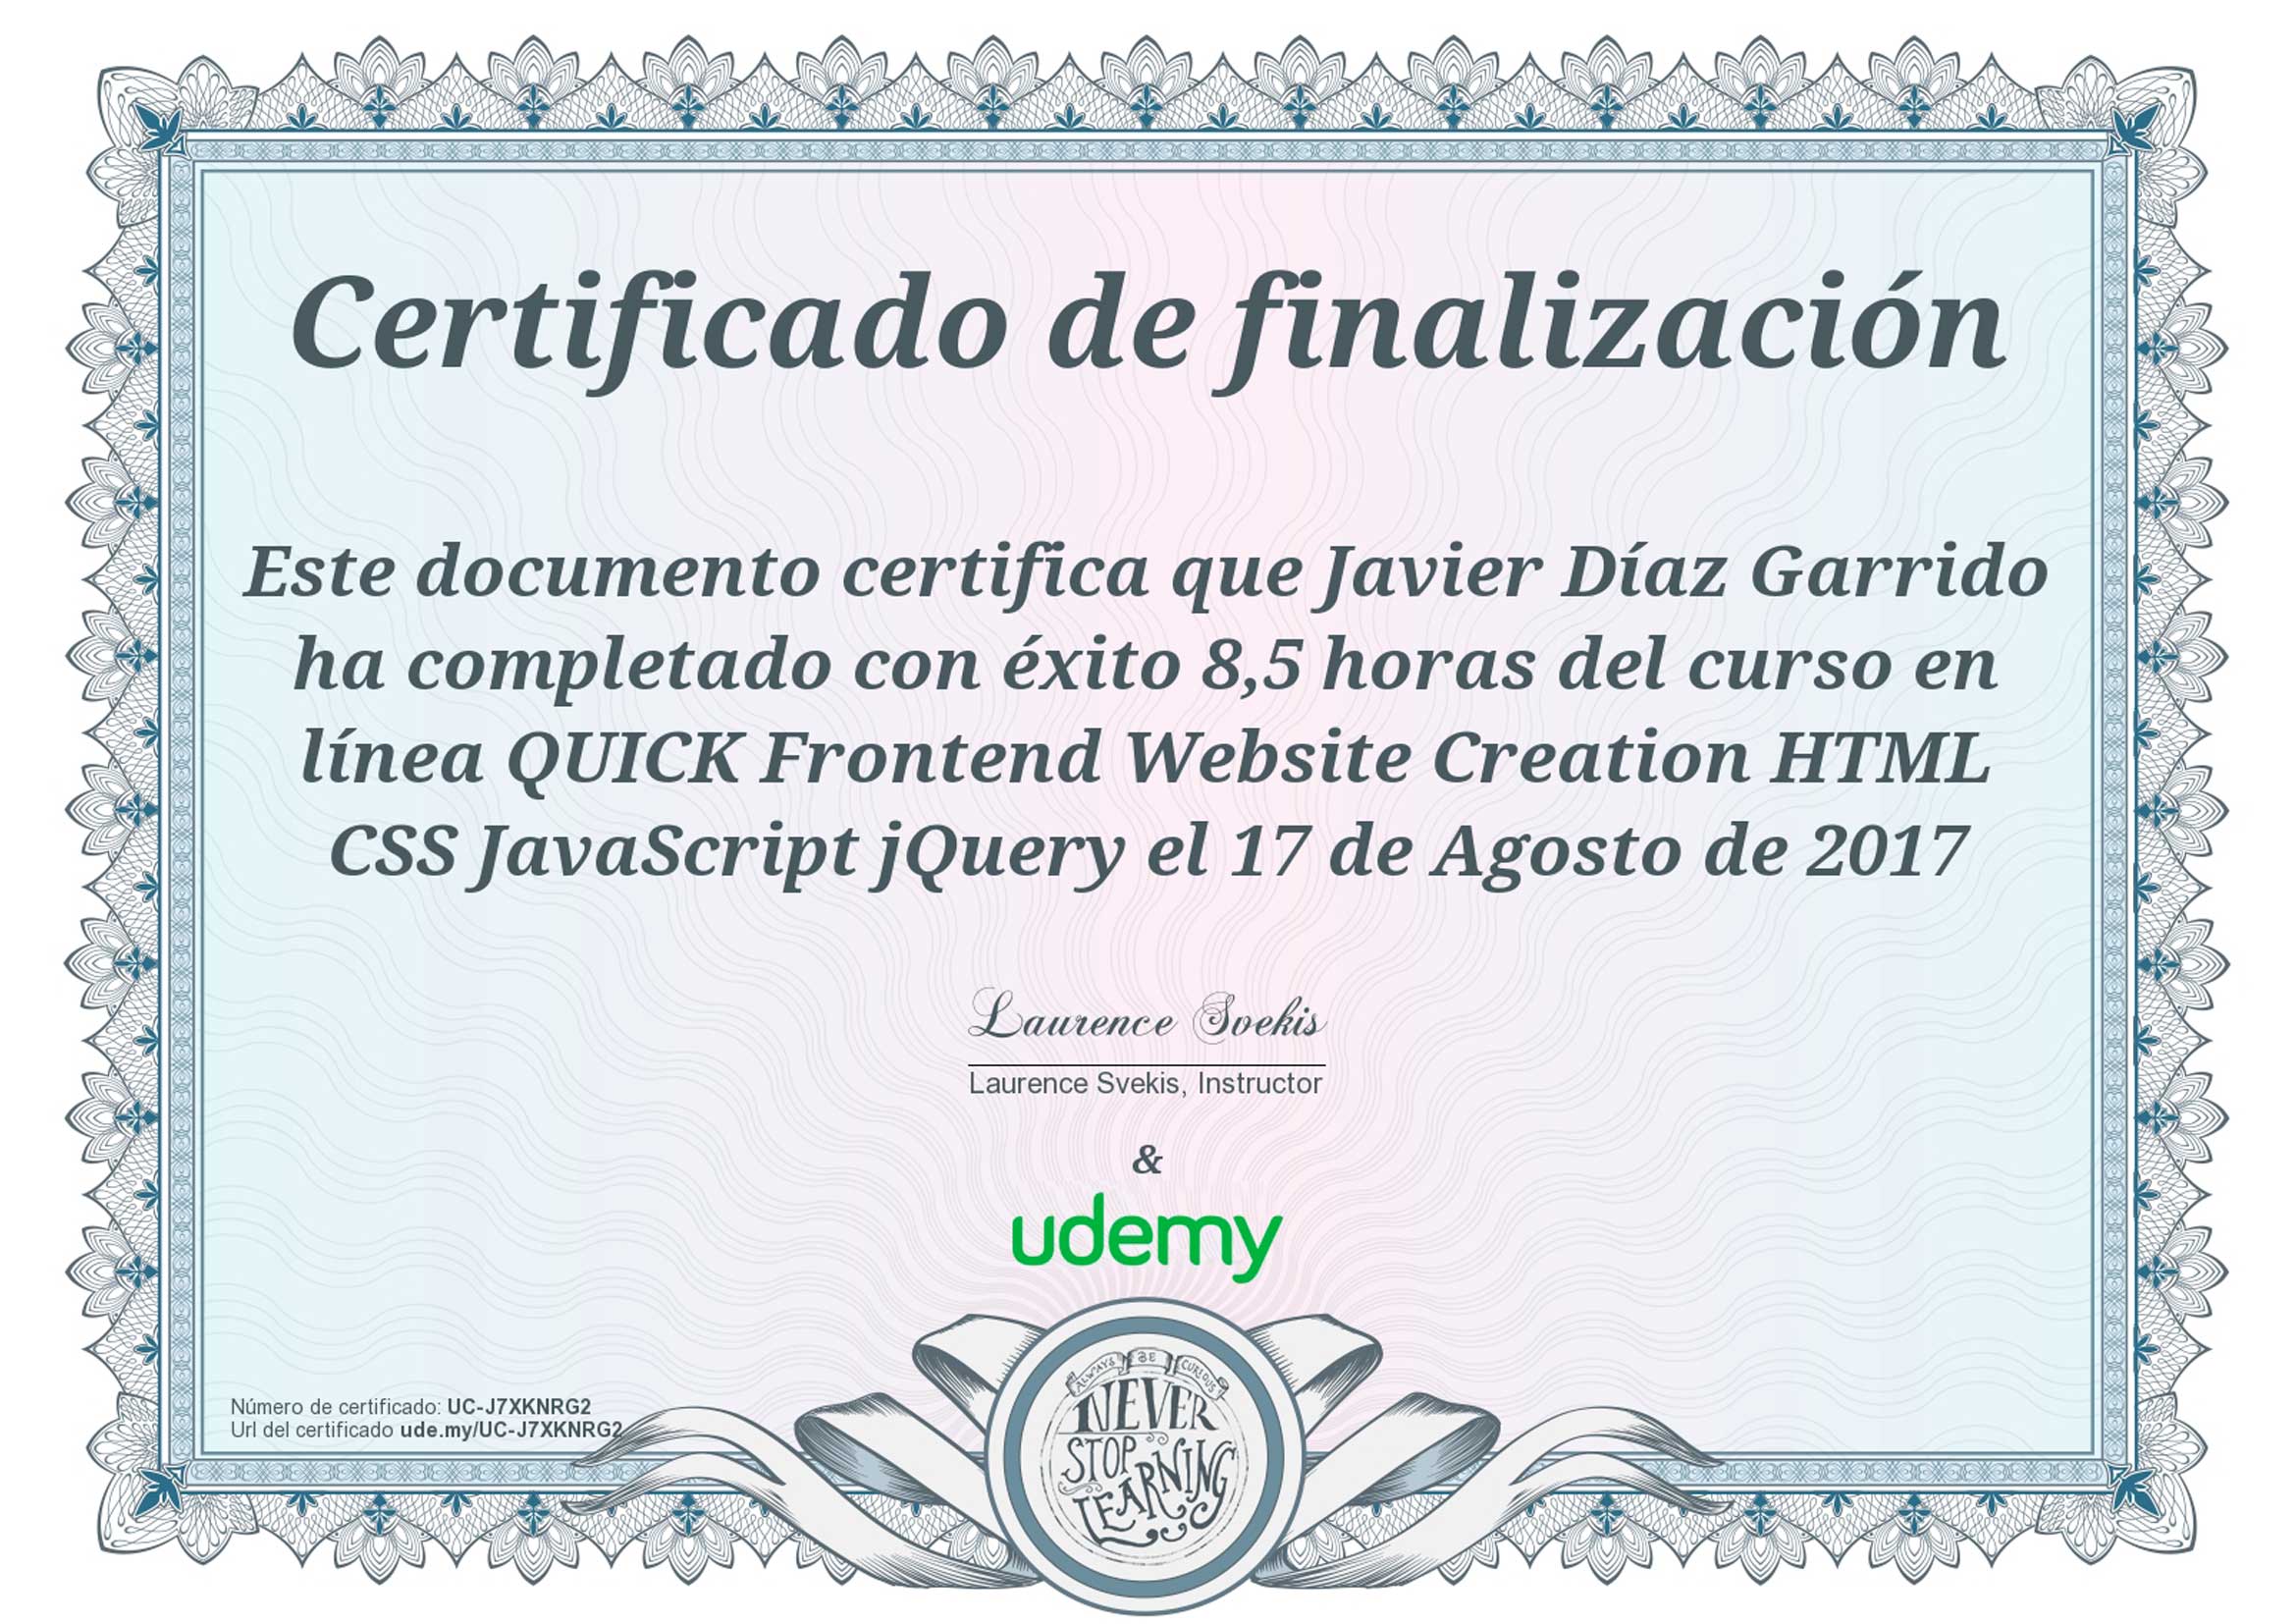 Certificado de finalización
Este documento certifica que Javier Díaz Garrido
ha completado con éxito 8,5 horas del curso en
línea QUICK Frontend Website Creation HTML
CSS JavaScript jQuery el 17 de Agosto de 2017
Laurence Svekis
Laurence Svekis, Instructor
&
udemy
Número de certificado: UC-J7XKNRG2
Url del certificado ude.my/UC-J7XKNRG2
ALWAYS BE CURIOUS
NEVER
STOP
LEARNING